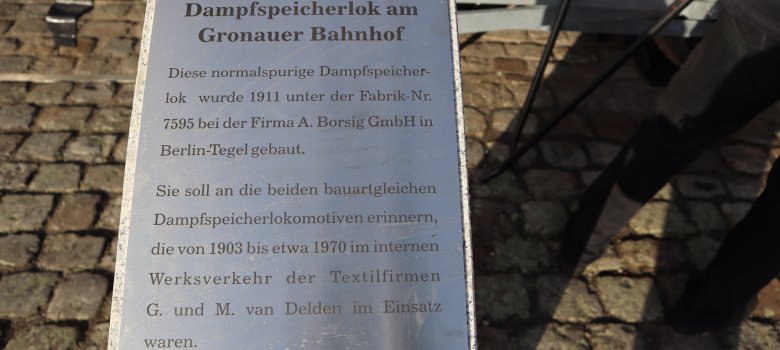 Dampfspeicherlok am
Gronauer Bahnhof
Diese normalspurige Dampfspeicher-
lok wurde 1911 unter der Fabrik-Nr.
7595 bei der Firma A. Borsig GmbH in
Berlin-Tegel gebaut.
Sie soll an die beiden bauartgleichen
Dampfspeicherlokomotiven erinnern,
die von 1903 bis etwa 1970 im internen
Werksverkehr der Textilfirmen
G. und M. van Delden im Einsatz
waren.